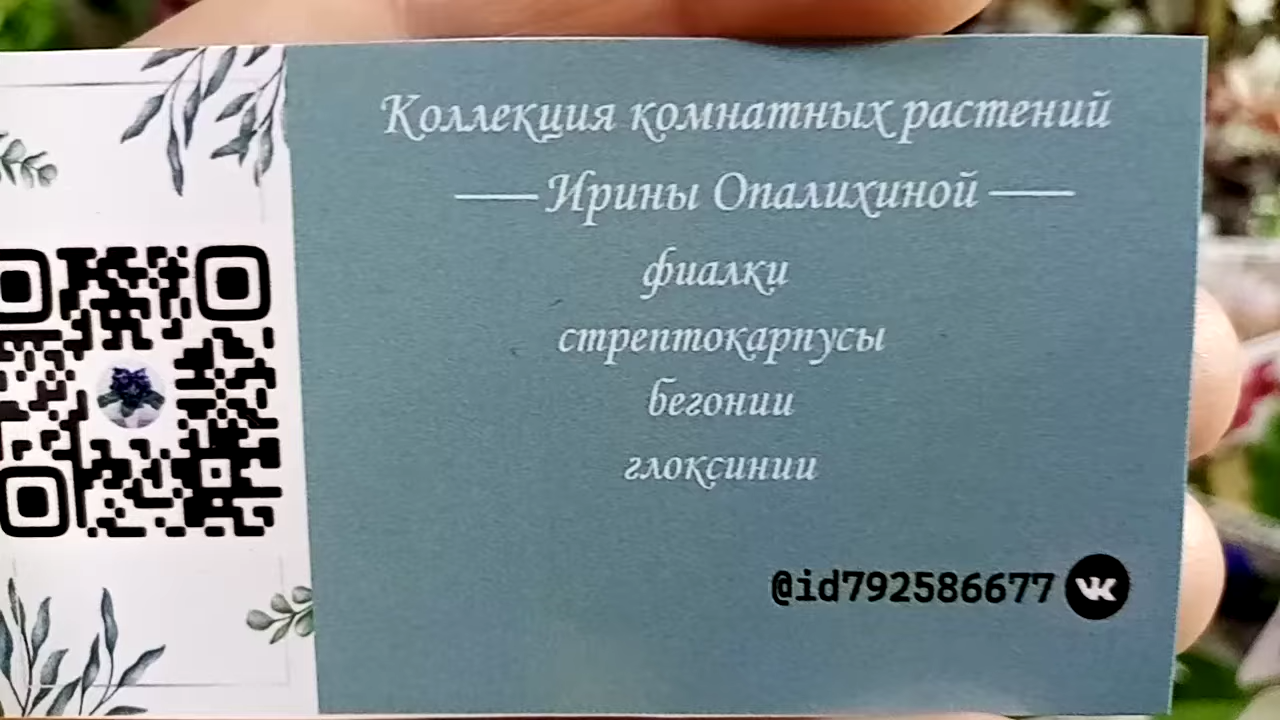 Коллекция комнатных растений
Ирины Опалихиной
фиалки
стрептокарпусы
бегонии
глоксинии
@id792586677